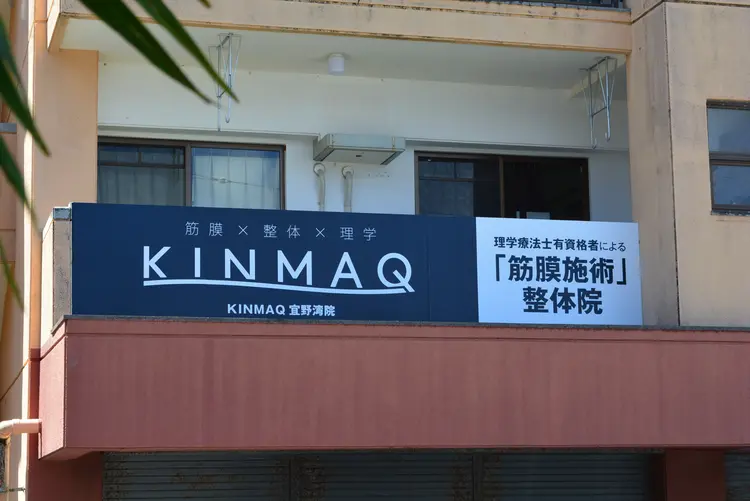 筋膜×整体×理学
KINMAQ
KINMAQ 宜野湾院
理学療法士有資格者による
「筋膜施術」
整体院